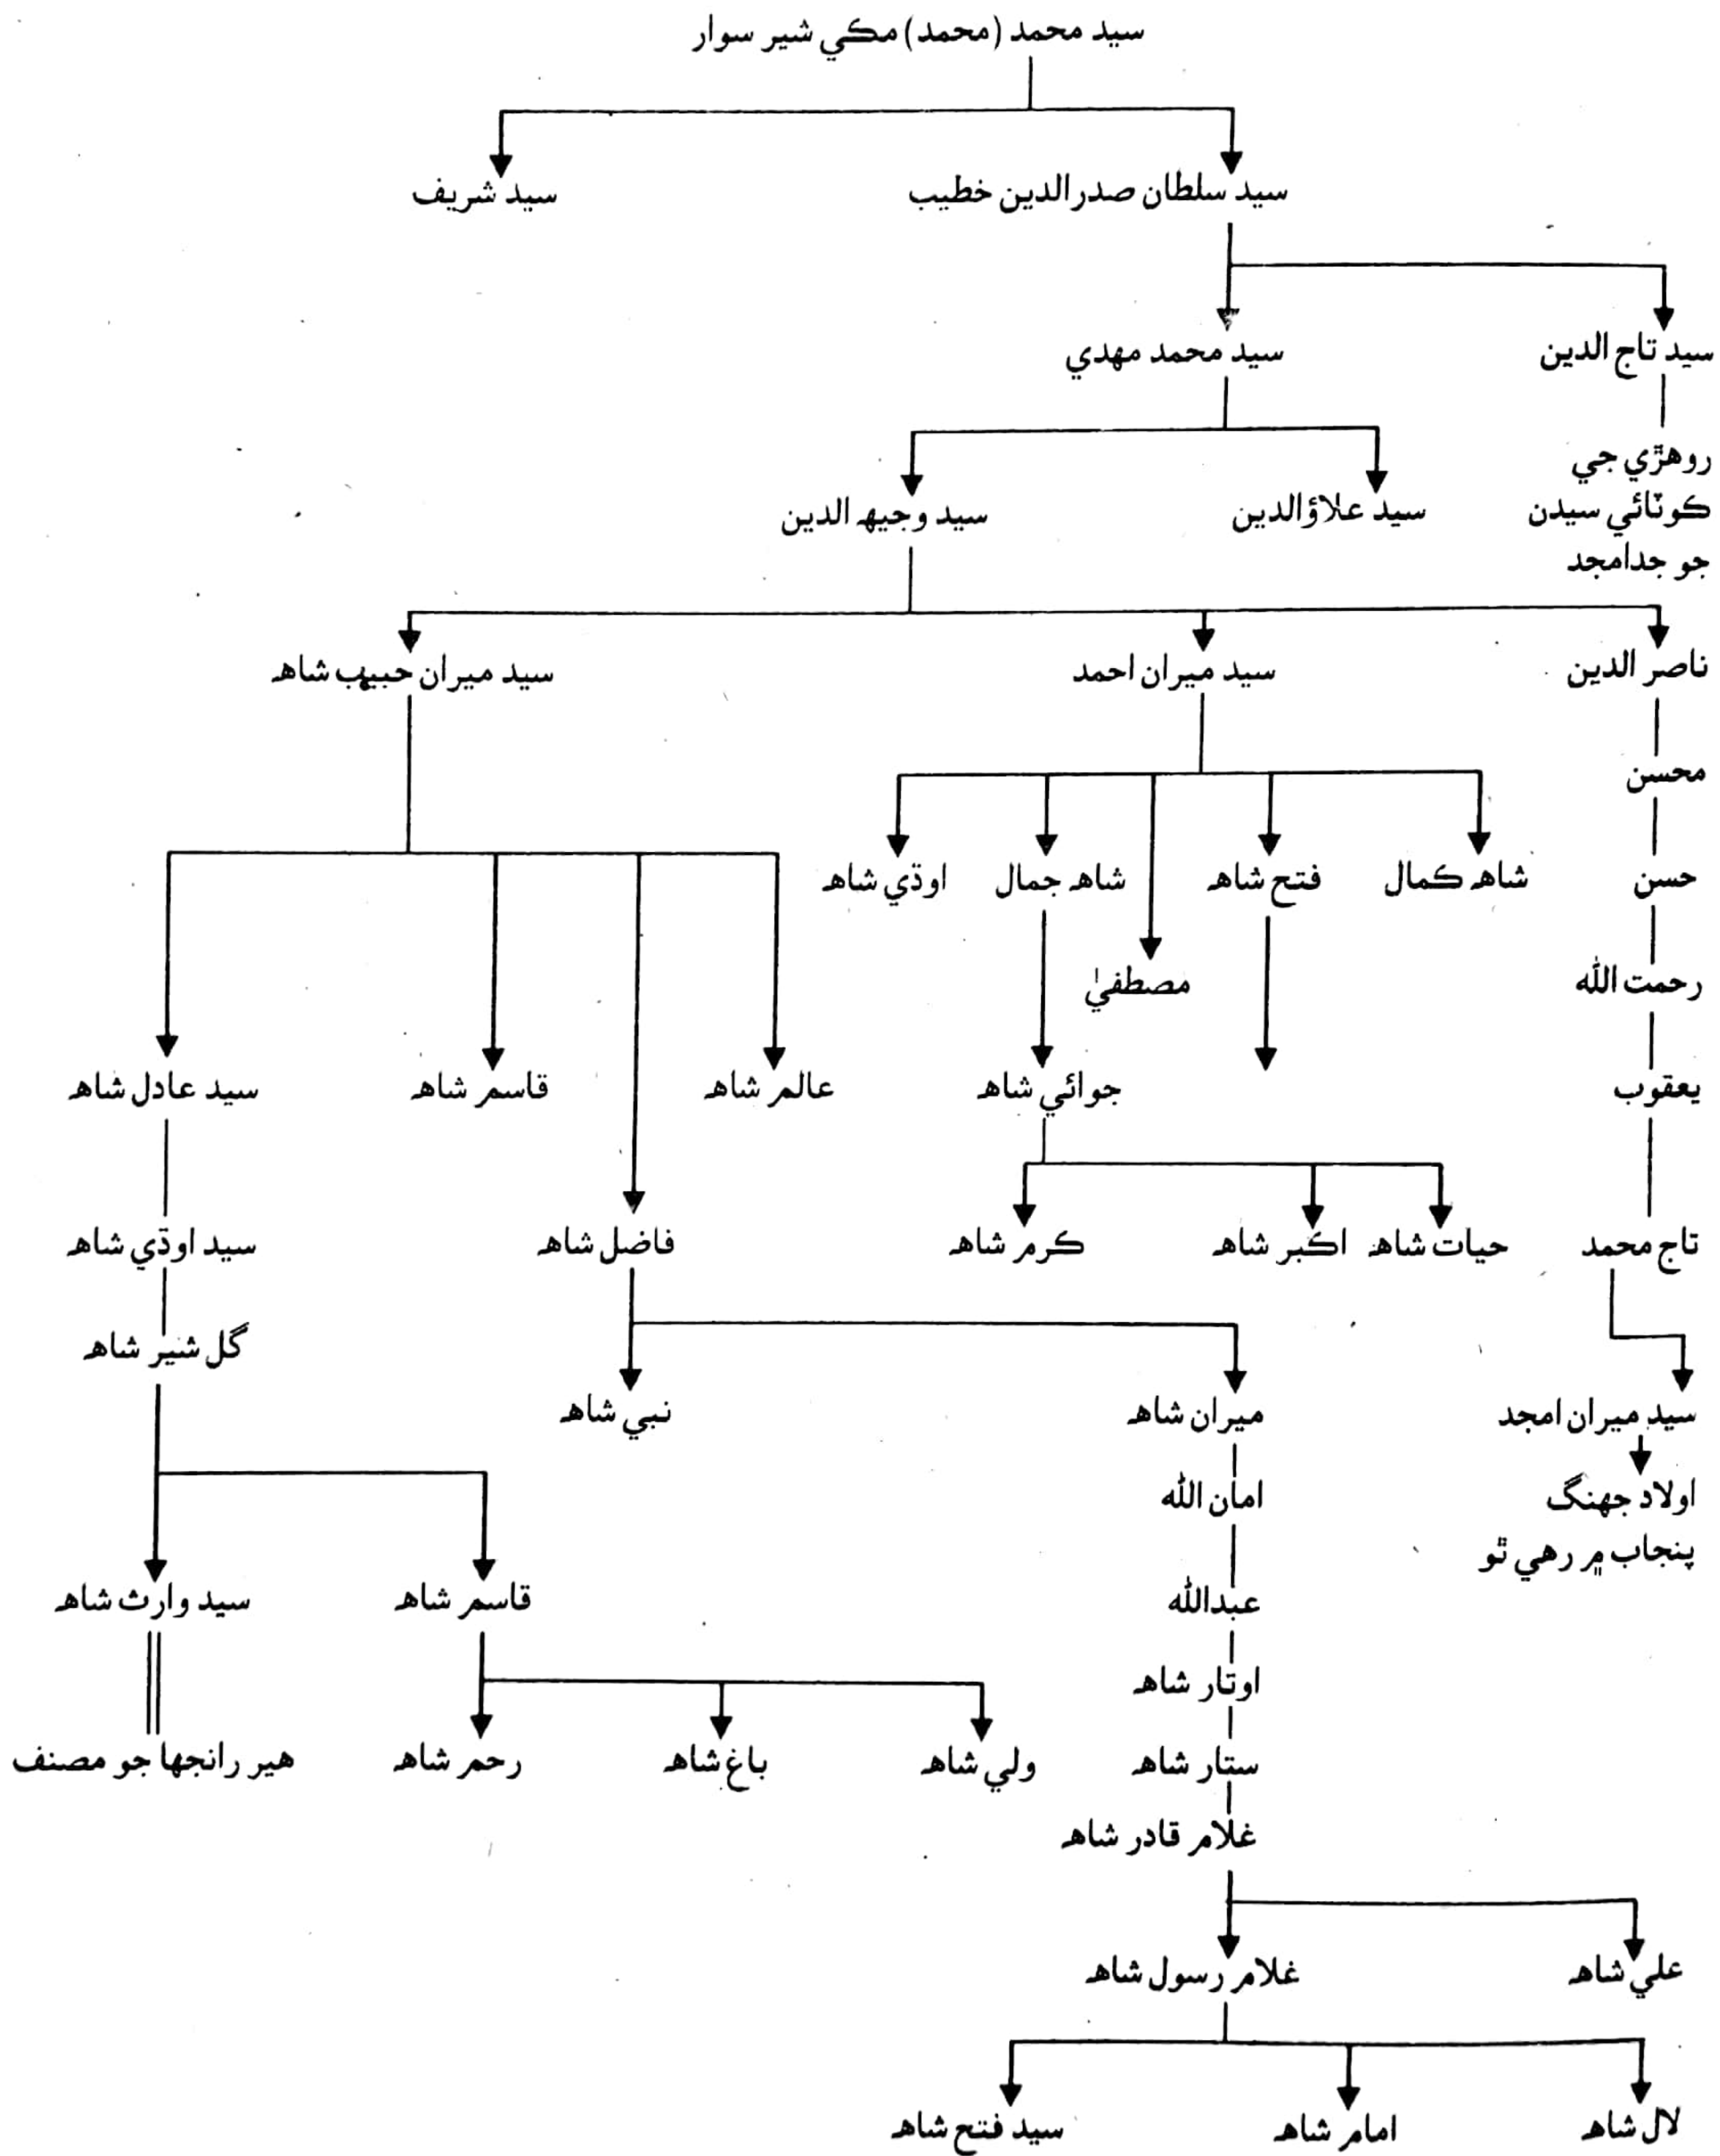 سيد محمد (محمد) مڪي شير سوار
سيد سلطان صدرالدين خطيب
سيد شريف
سيد تاج الدين
سيد محمد مهدي
روهڙي جي
ڪوٽائي سيدن
جو جدامجد
سيد علاؤالدين
سيد وجيهه الدين
ناصر الدين
سيد ميران احمد
سيد ميران حبيب شاهه
محسن
حسن
شاهه ڪمال
فتح شاهه
شاهه جمال
اوڏي شاهه
رحمت الله
مصطفيٰ
يعقوب
جوائي شاهه
عالم شاهه
قاسم شاهه
سيد عادل شاهه
تاج محمد
حيات شاهه
اڪبر شاهه
ڪرم شاهه
فاضل شاهه
سيد اوڏي شاهه
گل شير شاهه
سيد ميران امجد
ميران شاهه
نبي شاهه
اولاد جهنگ
پنجاب ۾ رهي ٿو
امان الله
عبدالله
قاسم شاهه
سيد وارث شاهه
اوتار شاهه
ستار شاهه
ولي شاهه
باغ شاهه
رحم شاهه
هير رانجها جو مصنف
غلام قادر شاهه
علي شاهه
غلام رسول شاهه
لال شاهه
امام شاهه
سيد فتح شاهه